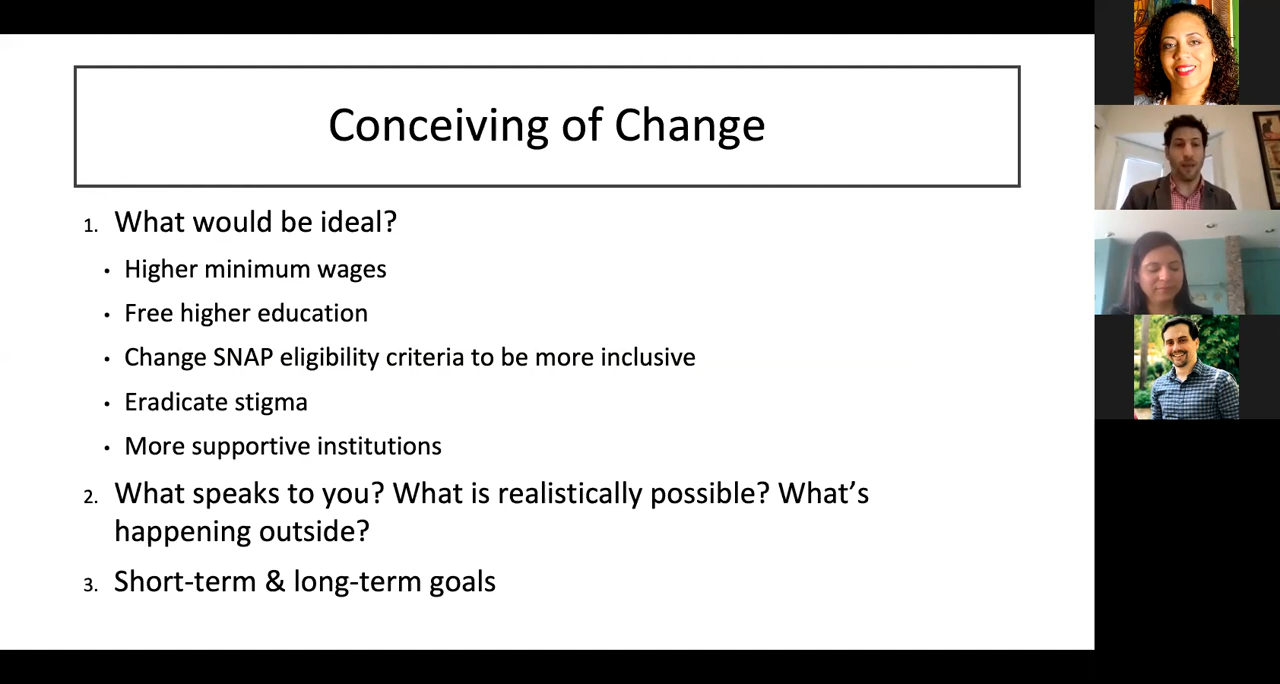 Conceiving of Change
1. What would be ideal?
• Higher minimum wages
• Free higher education
• Change SNAP eligibility criteria to be more inclusive
• Eradicate stigma
• More supportive institutions
2. What speaks to you? What is realistically possible? What’s
happening outside?
3. Short-term & long-term goals